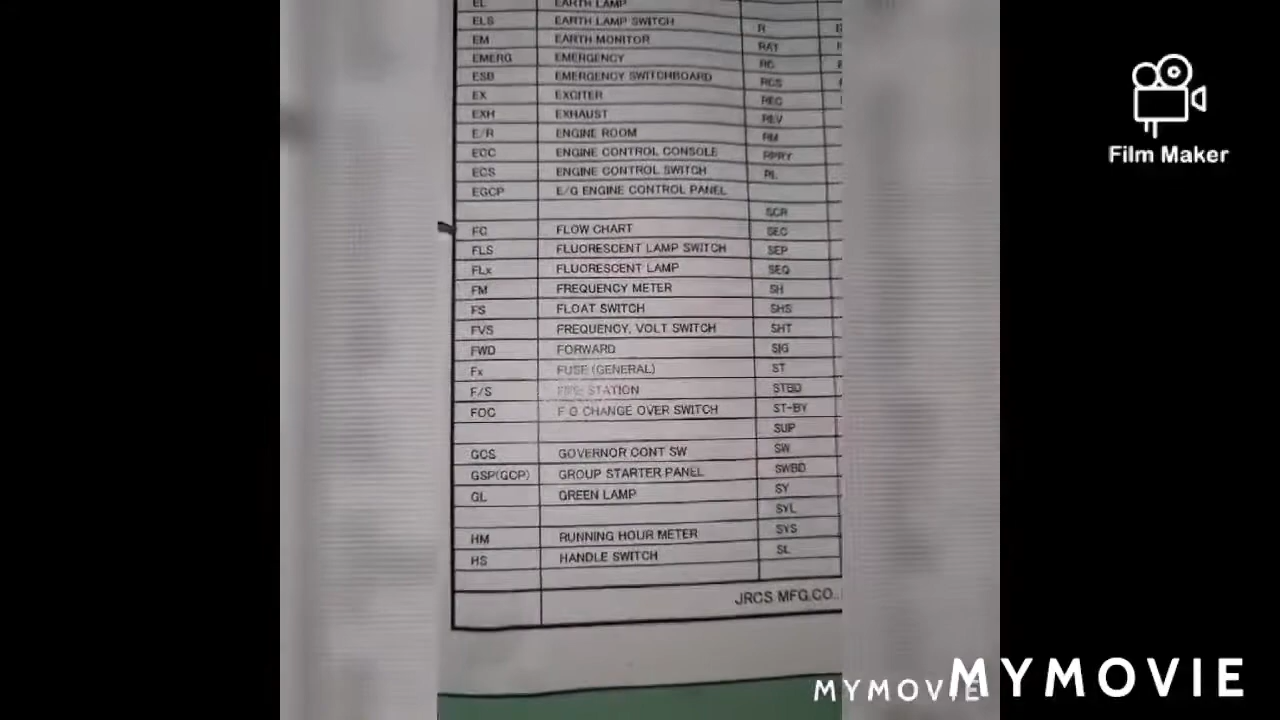 EL EARTH LAMP
ELS EARTH LAMP SWITCH
EM EARTH MONITOR
EMERG EMERGENCY
ESB EMERGENCY SWITCHBOARD
EX EXCITER
EXH EXHAUST
E/R ENGINE ROOM
ECC ENGINE CONTROL CONSOLE
ECS ENGINE CONTROL SWITCH
EGCP E/G ENGINE CONTROL PANEL
FC FLOW CHART
FLS FLUORESCENT LAMP SWITCH
FLx FLUORESCENT LAMP
FM FREQUENCY METER
FS FLOAT SWITCH
FVS FREQUENCY, VOLT SWITCH
FWD FORWARD
Fx FUSE (GENERAL)
F/S STATION
FOC F O CHANGE OVER SWITCH
GCS GOVERNOR CONT SW
GSP(GCP) GROUP STARTER PANEL
GL GREEN LAMP
HM RUNNING HOUR METER
HS HANDLE SWITCH
R
RAY
RC
RCS
REC
REV
RM
RPRY
RL
SCR
SEC
SEP
SEQ
SH
SHS
SHT
SIG
ST
STBD
ST-BY
SUP
SW
SWBD
SY
SYL
SYS
SL
JRCS MFG.CO.,
Film Maker
MYMOVIE
MYMOVIE